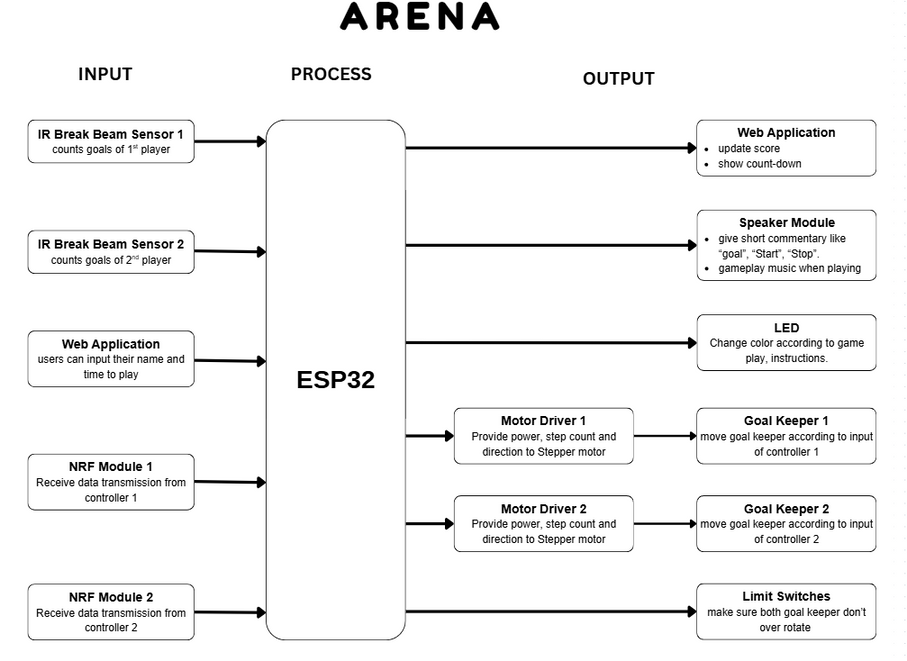 ARENA
INPUT
PROCESS
OUTPUT
IR Break Beam Sensor 1
counts goals of 1st player
IR Break Beam Sensor 2
counts goals of 2nd player
Web Application
users can input their name and
time to play
NRF Module 1
Receive data transmission from
controller 1
NRF Module 2
Receive data transmission from
controller 2
ESP32
Motor Driver 1
Provide power, step count and
direction to Stepper motor
Motor Driver 2
Provide power, step count and
direction to Stepper motor
Web Application
• update score
• show count-down
Speaker Module
• give short commentary like
“goal”, “Start”, “Stop”.
• gameplay music when playing
LED
Change color according to game
play, instructions.
Goal Keeper 1
move goal keeper according to input
of controller 1
Goal Keeper 2
move goal keeper according to input
of controller 2
Limit Switches
make sure both goal keeper don’t
over rotate